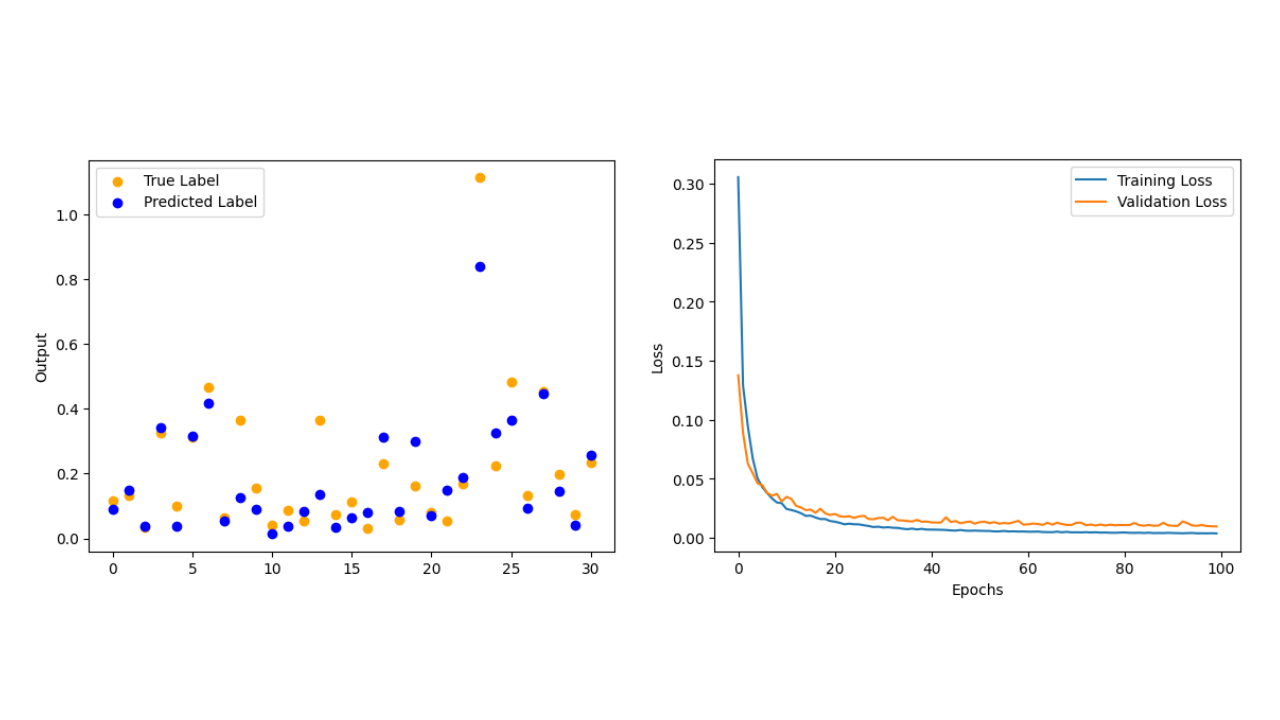 True Label
Predicted Label
1.0
0.8
0.6
0.4
0.2
0.0
Output
0 5 10 15 20 25 30
Training Loss
Validation Loss
0.30
0.25
0.20
0.15
0.10
0.05
0.00
Loss
0 20 40 60 80 100
Epochs